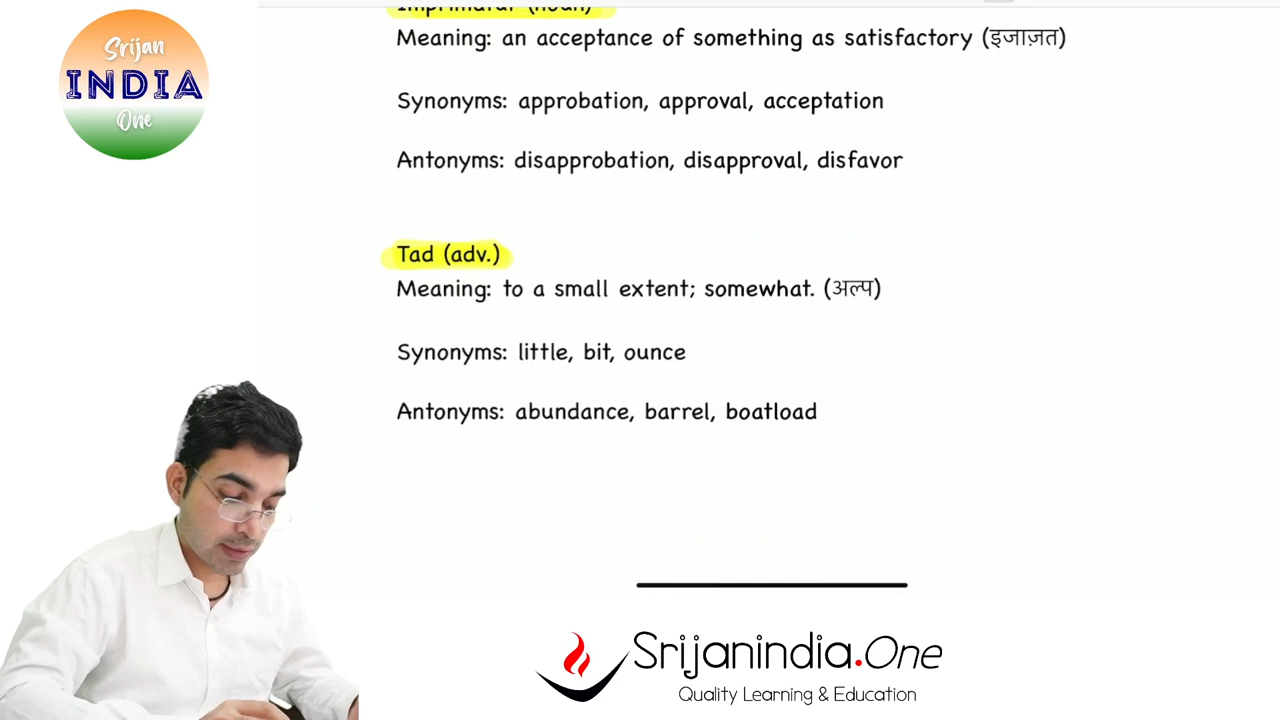 Srijan
INDIA
One
Imprimatur (noun)
Meaning: an acceptance of something as satisfactory (इजाज़त)
Synonyms: approbation, approval, acceptation
Antonyms: disapprobation, disapproval, disfavor
Tad (adv.)
Meaning: to a small extent; somewhat. (अल्प)
Synonyms: little, bit, ounce
Antonyms: abundance, barrel, boatload
Srijanindia.One
Quality Learning & Education